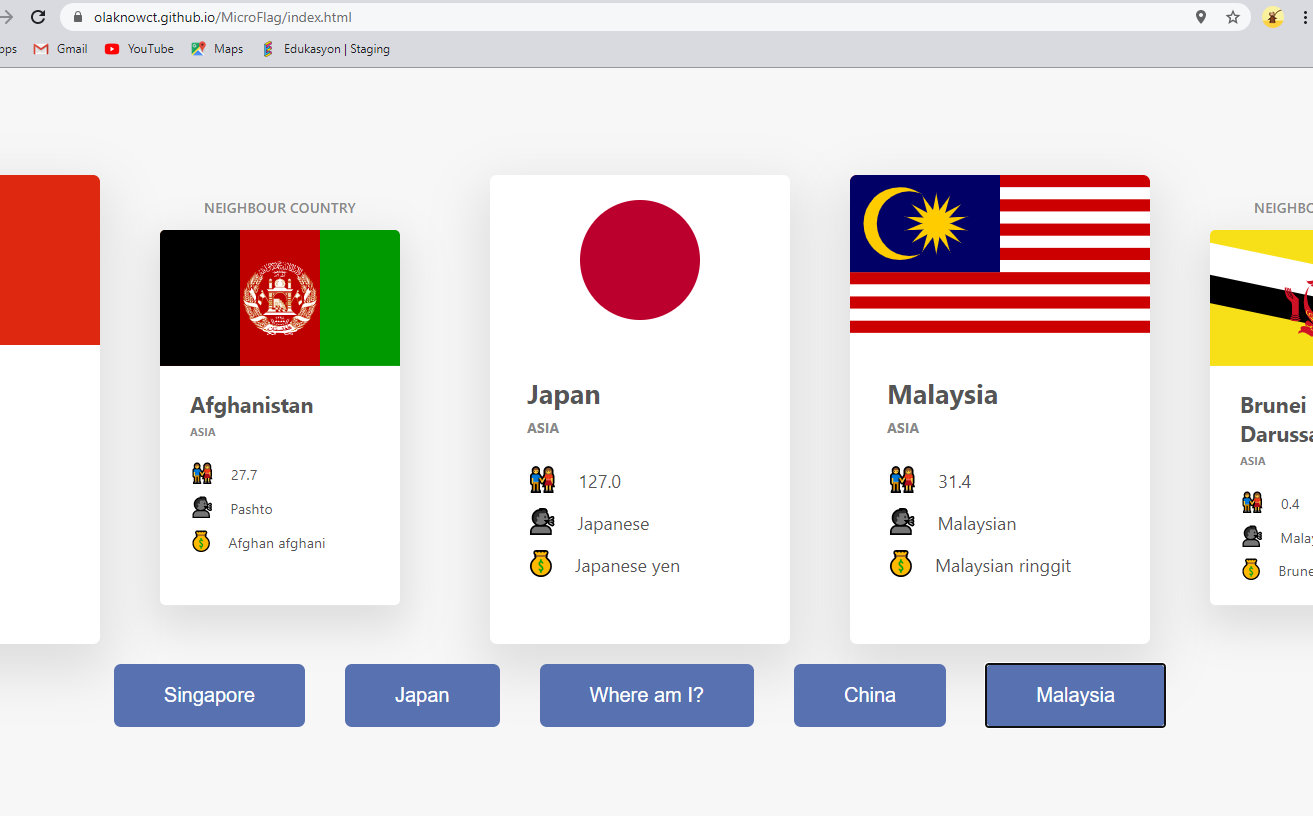 olaknowct.github.io/MicroFlag/index.html
Gmail YouTube Maps Edukasyon | Staging
NEIGHBOUR COUNTRY
Afghanistan
ASIA
27.7
Pashto
Afghan afghani
Japan
ASIA
127.0
Japanese
Japanese yen
Malaysia
ASIA
31.4
Malaysian
Malaysian ringgit
NEIGHBO
Brunei
Daruss
ASIA
0.4
Malay
Brune
Singapore
Japan
Where am I?
China
Malaysia